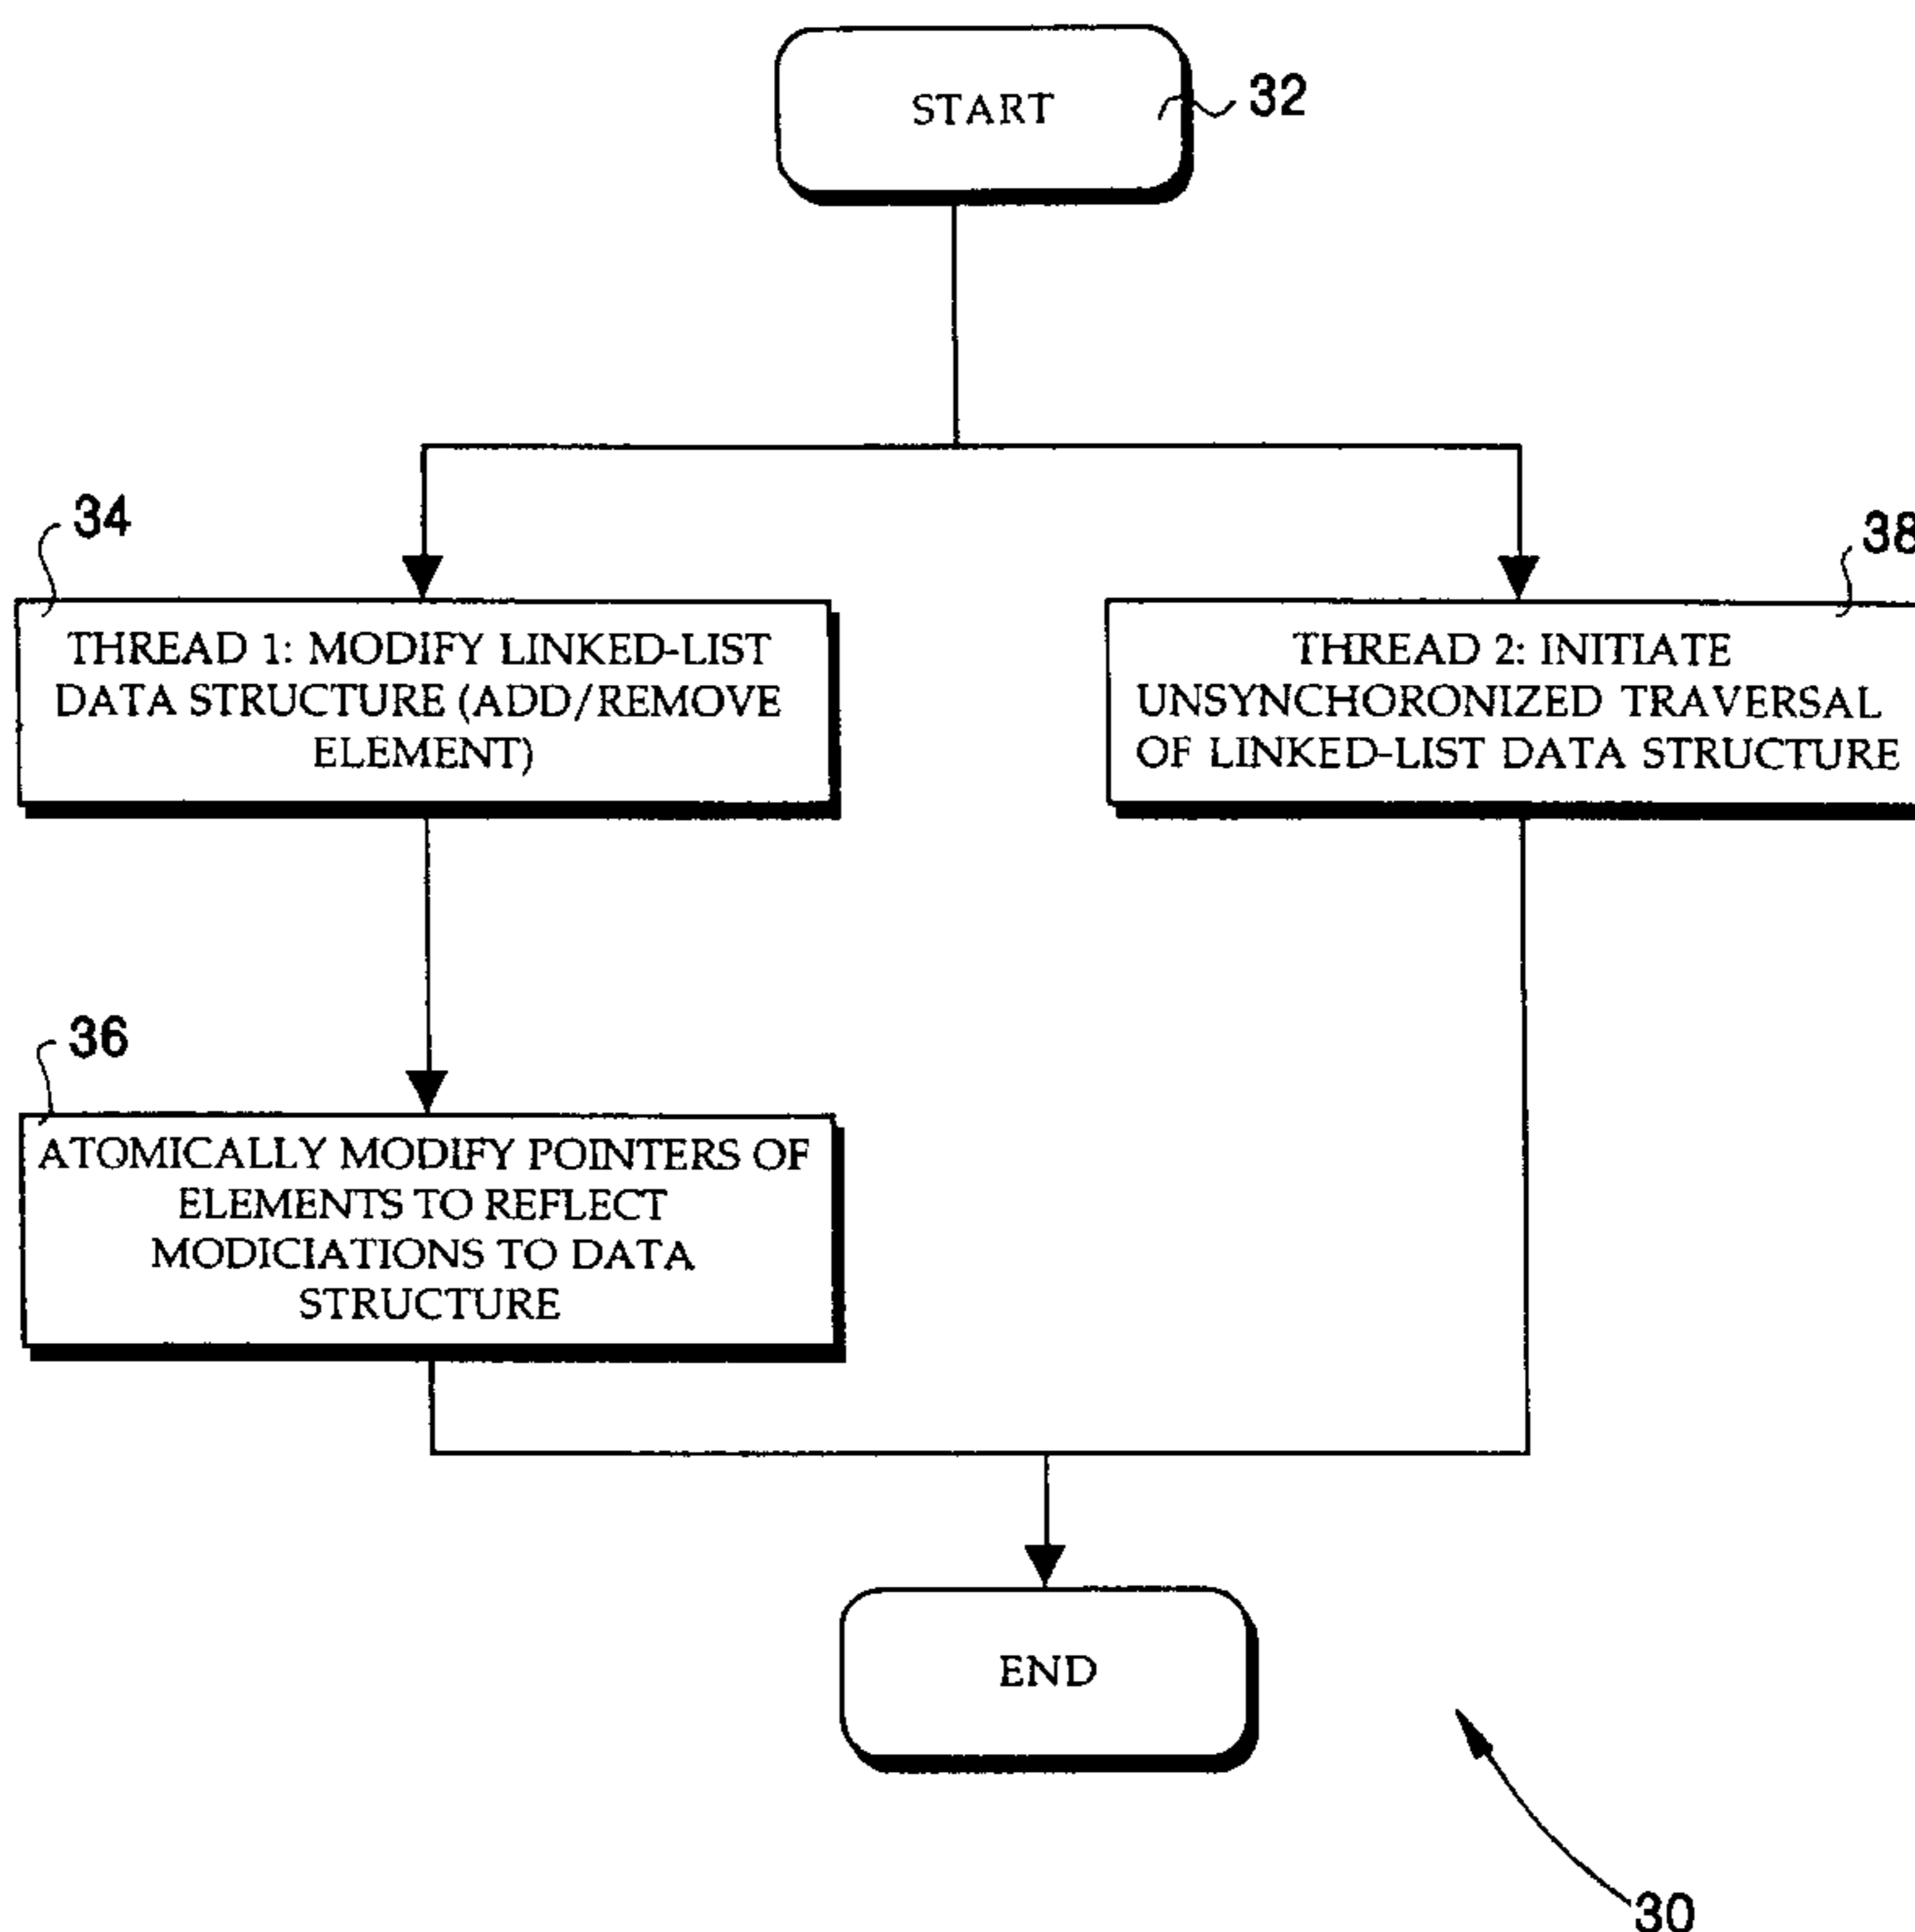 START
32
34
THREAD 1: MODIFY LINKED-LIST
DATA STRUCTURE (ADD/REMOVE
ELEMENT)
38
THREAD 2: INITIATE
UNSYNCHORONIZED TRAVERSAL
OF LINKED-LIST DATA STRUCTURE
36
ATOMICALLY MODIFY POINTERS OF
ELEMENTS TO REFLECT
MODICIATIONS TO DATA
STRUCTURE
END
30